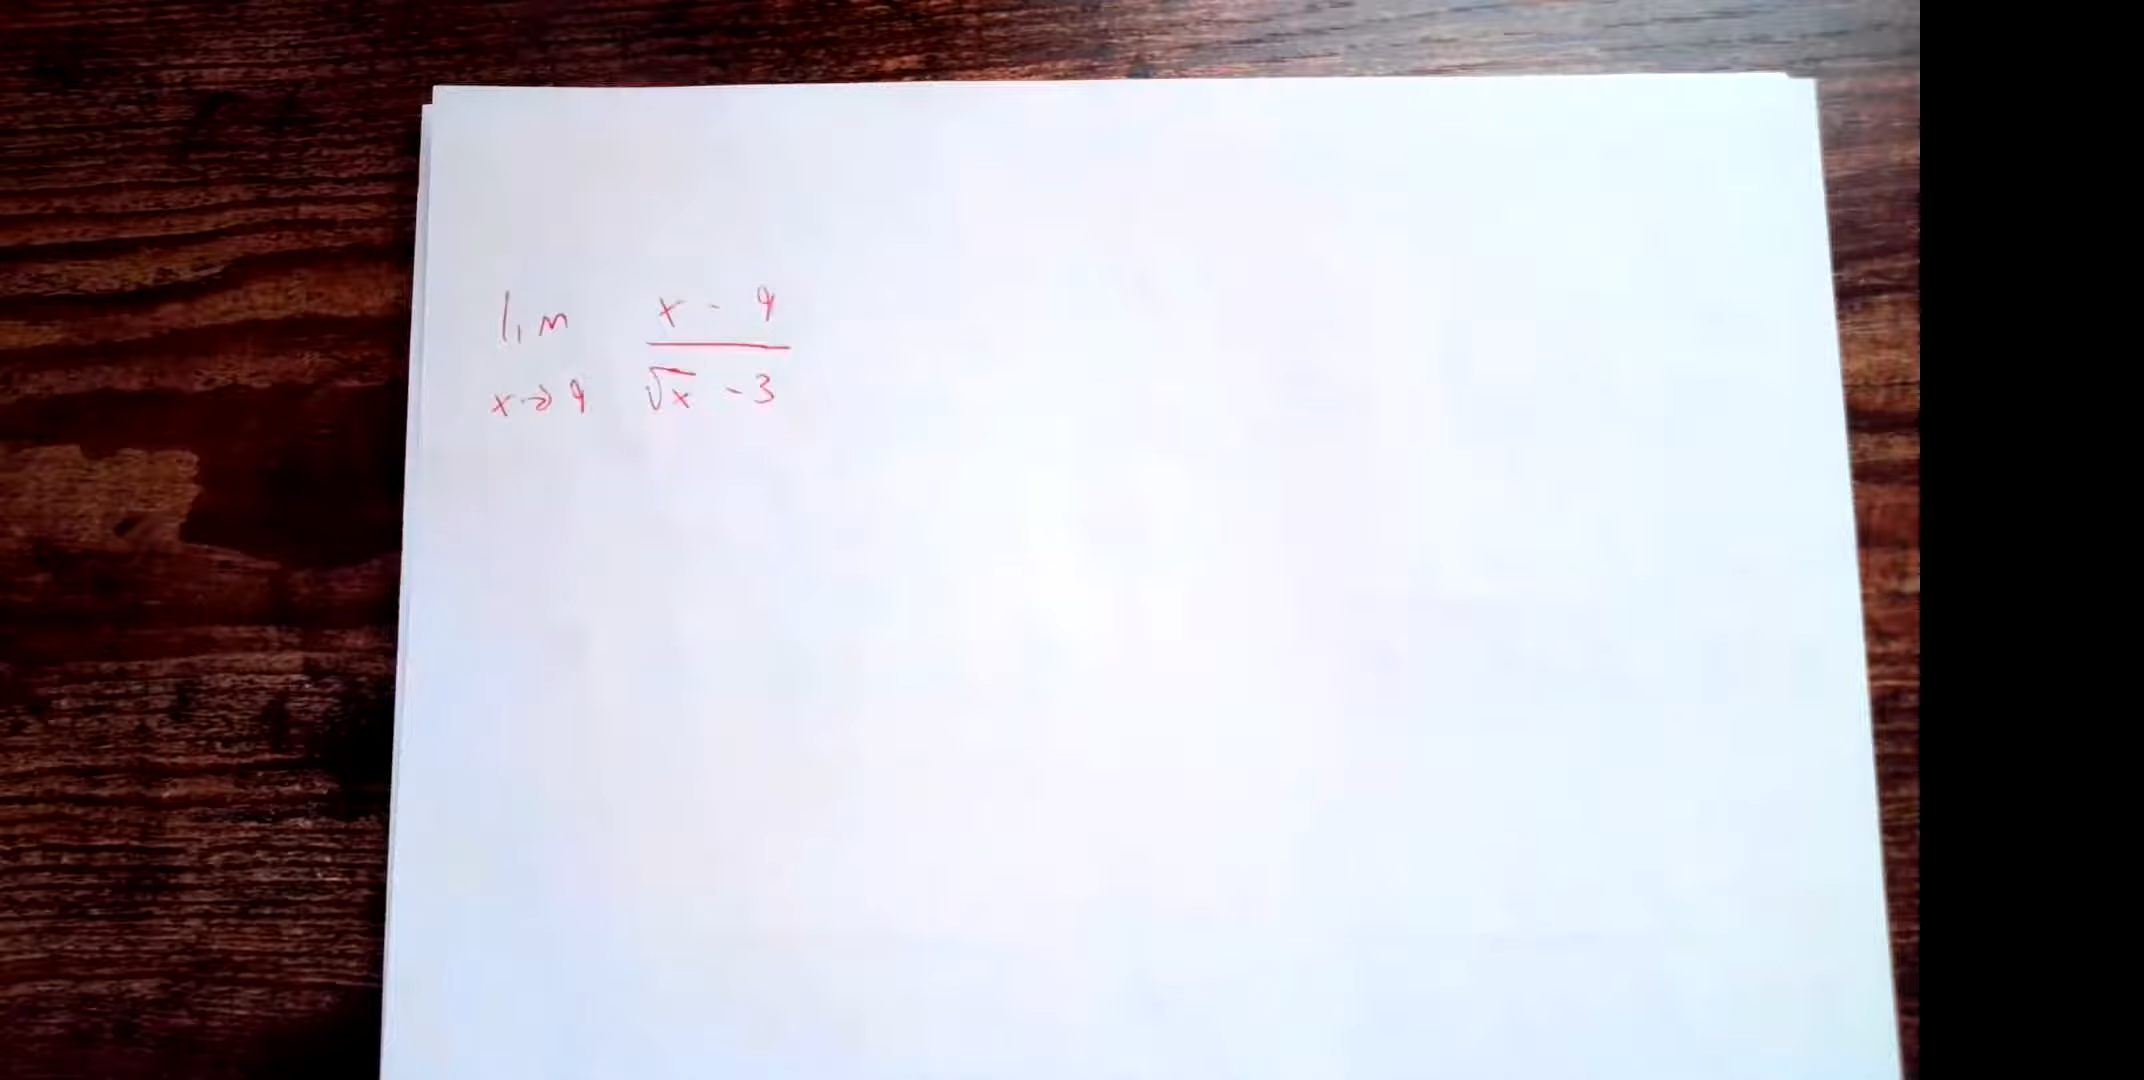 lim x - 9
x→9 √x - 3